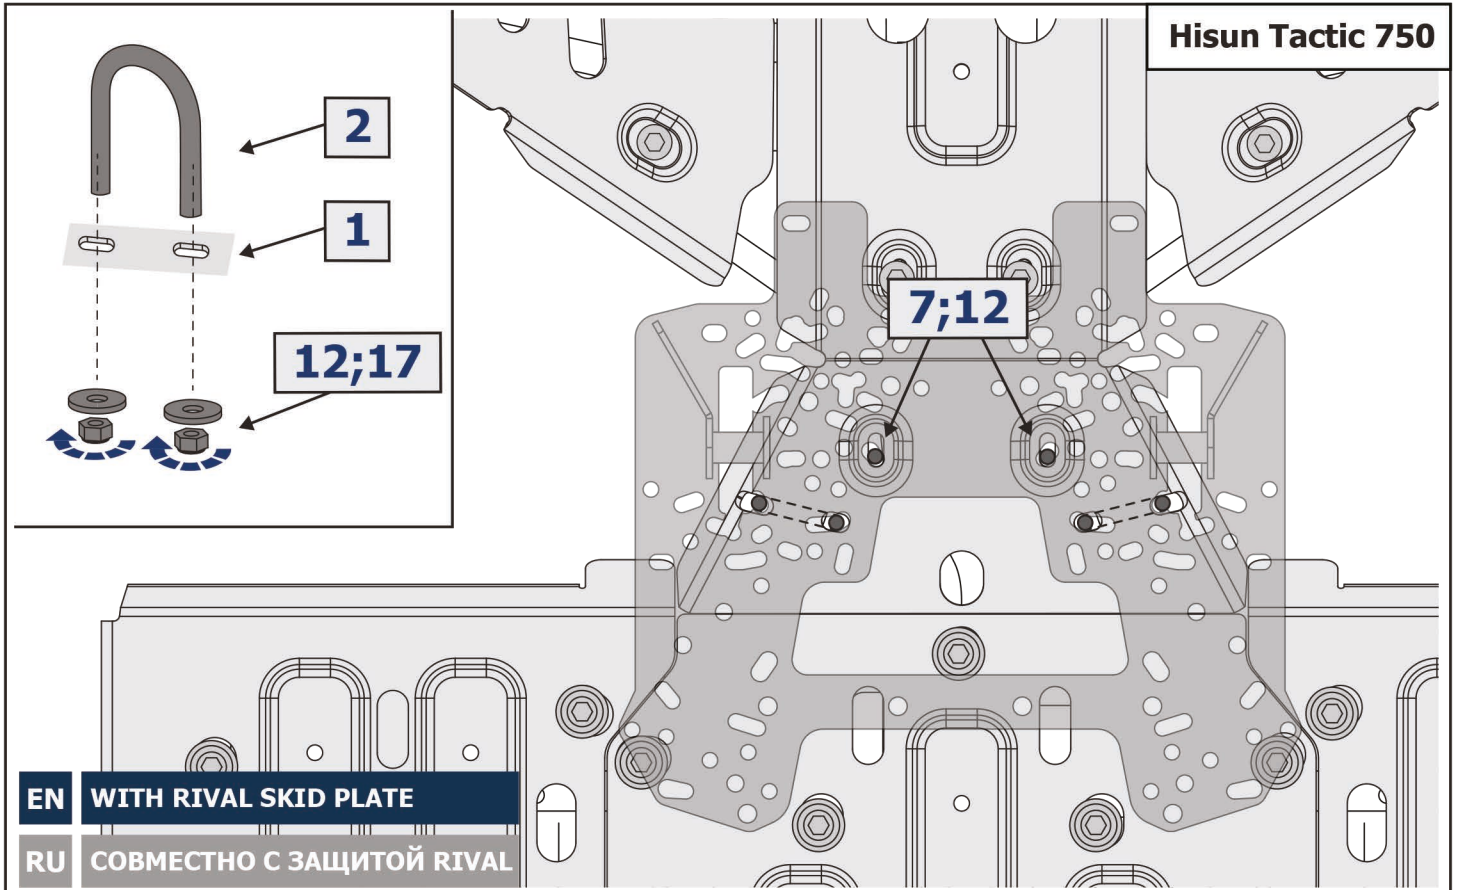 Hisun Tactic 750
2
1
12;17
7;12
EN WITH RIVAL SKID PLATE
RU СОВМЕСТНО С ЗАЩИТОЙ RIVAL